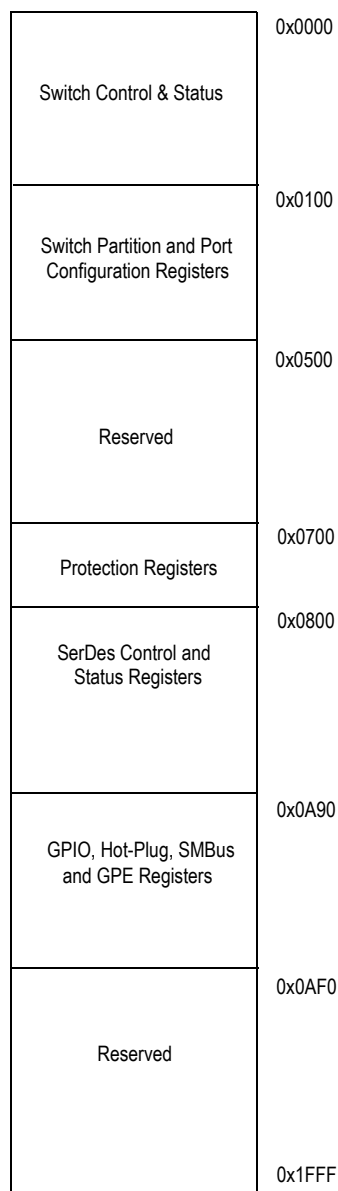 0x0000
Switch Control & Status
0x0100
Switch Partition and Port
Configuration Registers
0x0500
Reserved
0x0700
Protection Registers
0x0800
SerDes Control and
Status Registers
0x0A90
GPIO, Hot-Plug, SMBus
and GPE Registers
0x0AF0
Reserved
0x1FFF